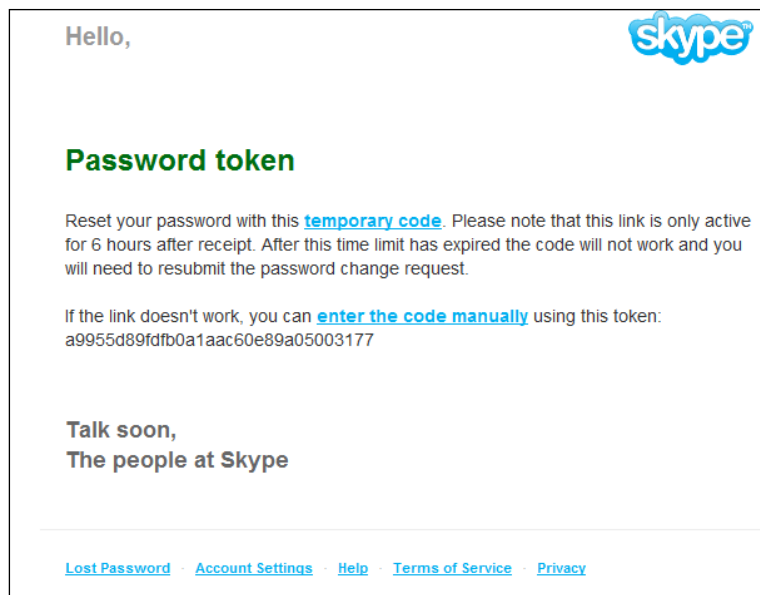 Hello,
skype™
Password token
Reset your password with this temporary code. Please note that this link is only active
for 6 hours after receipt. After this time limit has expired the code will not work and you
will need to resubmit the password change request.
If the link doesn't work, you can enter the code manually using this token:
a9955d89fdfb0a1aac60e89a05003177
Talk soon,
The people at Skype
Lost Password · Account Settings · Help · Terms of Service · Privacy